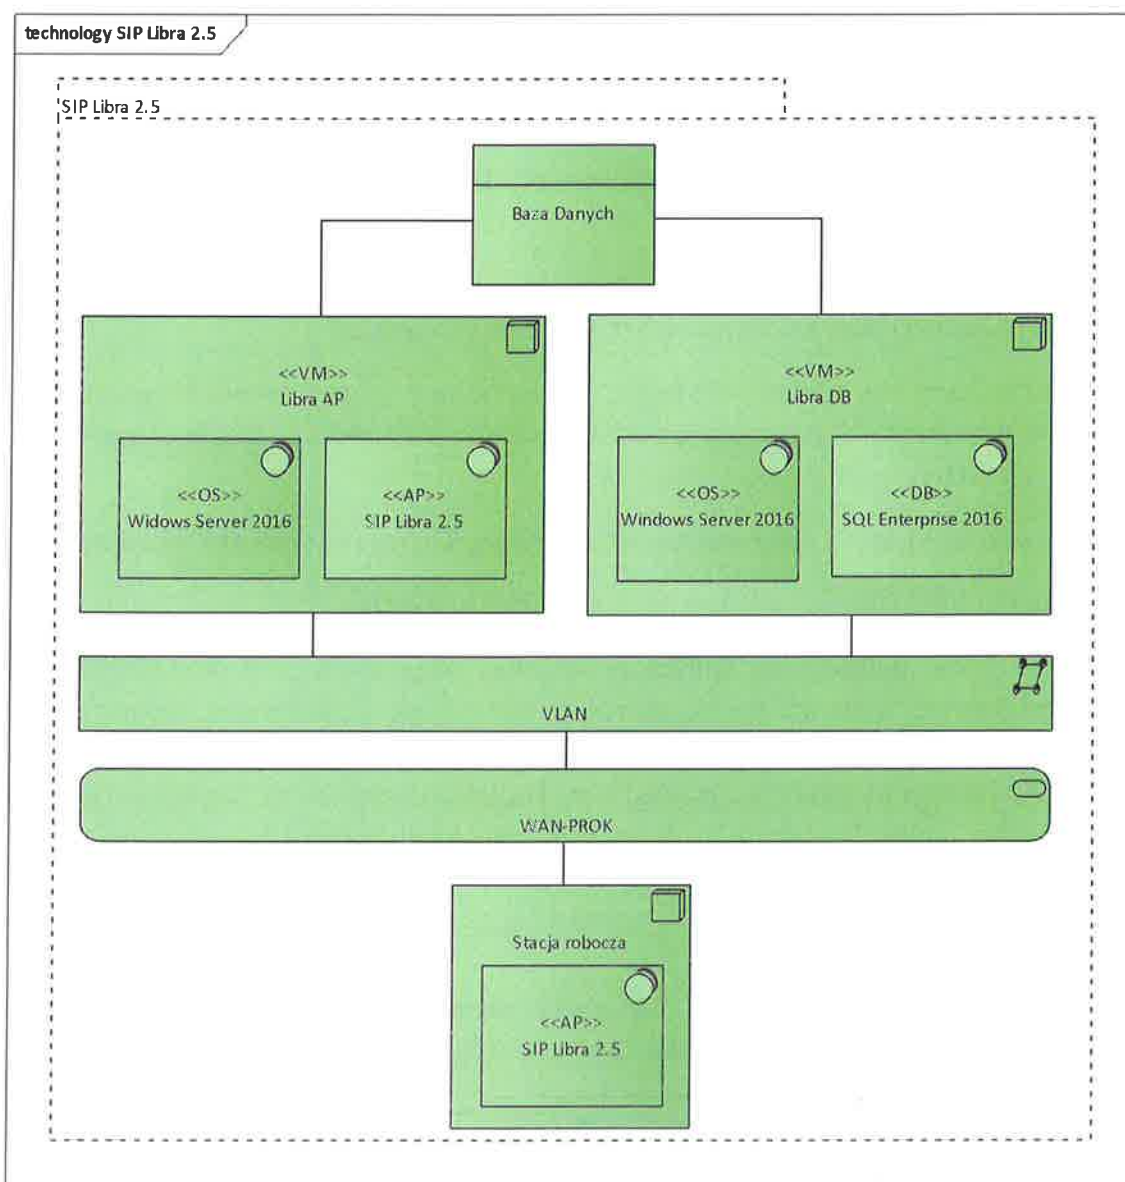 technology SIP Libra 2.5
SIP Libra 2.5
Baza Danych
<<VM>>
Libra AP
<<VM>>
Libra DB
<<OS>>
Widows Server 2016
<<AP>>
SIP Libra 2.5
<<OS>>
Windows Server 2016
<<DB>>
SQL Enterprise 2016
VLAN
WAN-PROK
Stacja robocza
<<AP>>
SIP Libra 2.5